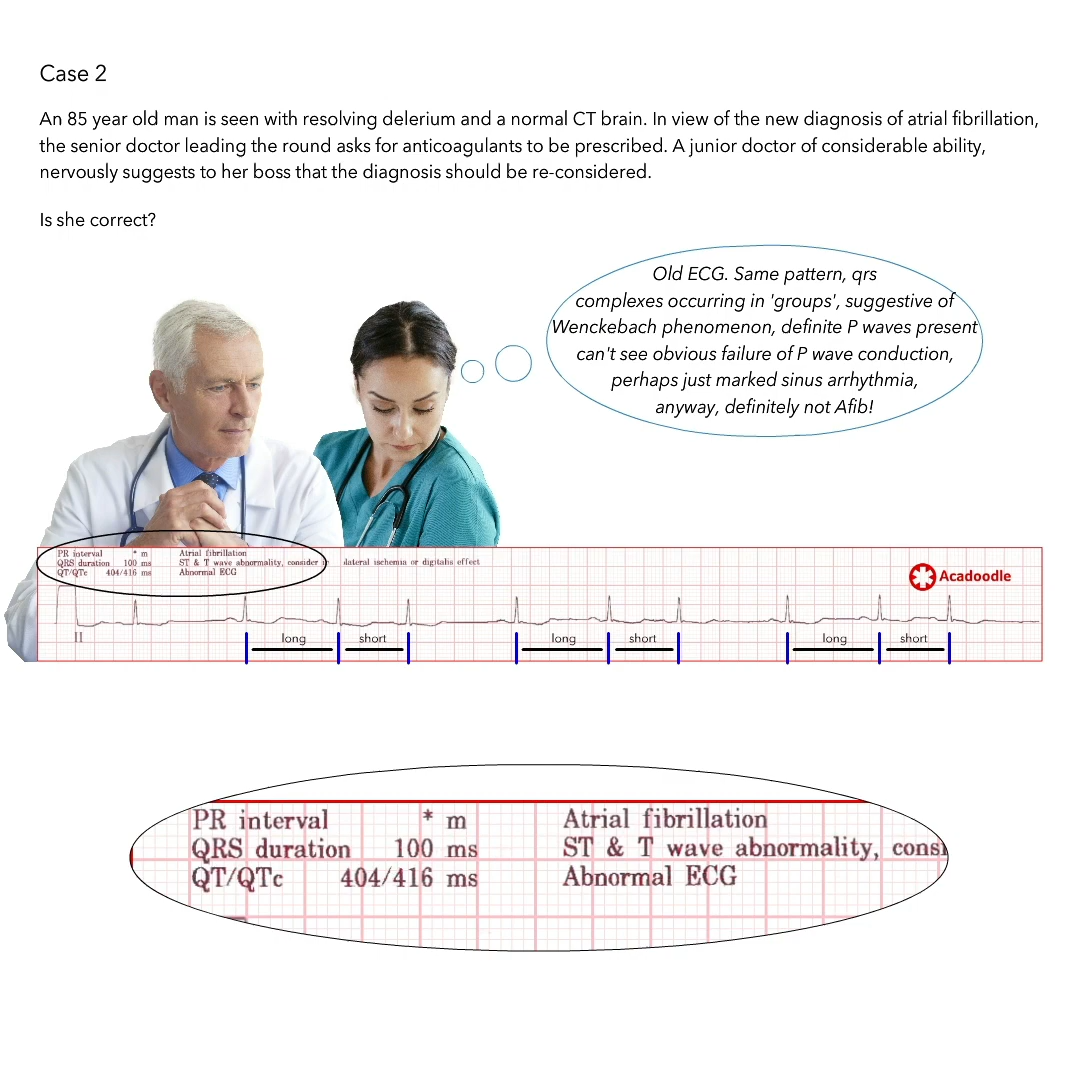 Case 2
An 85 year old man is seen with resolving delerium and a normal CT brain. In view of the new diagnosis of atrial fibrillation,
the senior doctor leading the round asks for anticoagulants to be prescribed. A junior doctor of considerable ability,
nervously suggests to her boss that the diagnosis should be re-considered.
Is she correct?
Old ECG. Same pattern, qrs
complexes occurring in 'groups', suggestive of
Wenckebach phenomenon, definite P waves present
can't see obvious failure of P wave conduction,
perhaps just marked sinus arrhythmia,
anyway, definitely not Afib!
PR interval * m Atrial fibrillation
QRS duration 100 ms ST & T wave abnormality, consider ischemia or digitalis effect
QT/QTc 404/416 ms Abnormal ECG
Acadoodle
II
long short long short long short
PR interval * m Atrial fibrillation
QRS duration 100 ms ST & T wave abnormality, consi
QT/QTc 404/416 ms Abnormal ECG